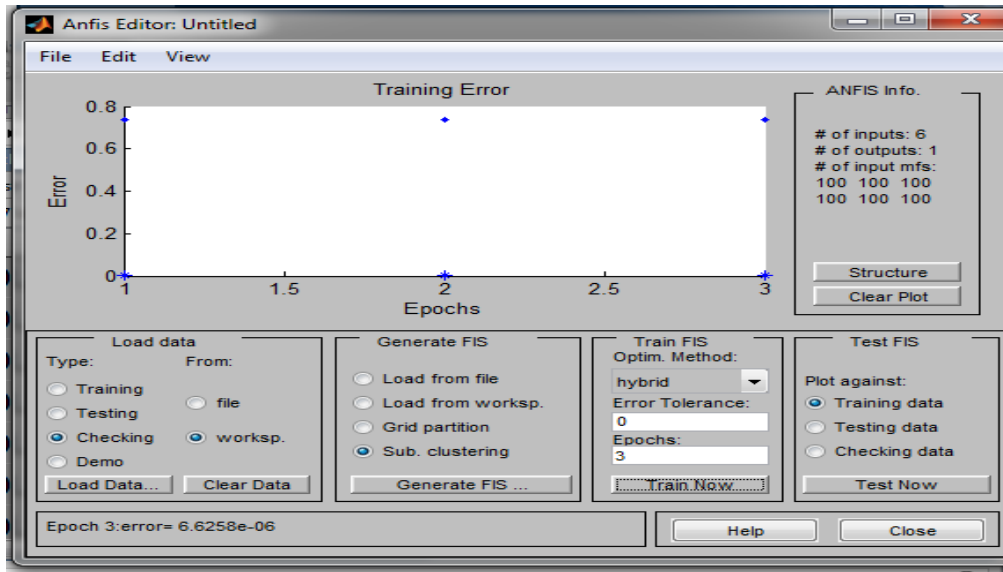 Anfis Editor: Untitled
File Edit View
Training Error
0.8
0.6
0.4
0.2
0
Error
1 1.5 2 2.5 3
Epochs
ANFIS Info.
# of inputs: 6
# of outputs: 1
# of input mfs:
100 100 100
100 100 100
Structure
Clear Plot
Load data
Type: From:
Training
Testing
Checking
Demo
file
worksp.
Load Data... Clear Data
Generate FIS
Load from file
Load from worksp.
Grid partition
Sub. clustering
Generate FIS ...
Train FIS
Optim. Method:
hybrid
Error Tolerance:
0
Epochs:
3
Train Now
Test FIS
Plot against:
Training data
Testing data
Checking data
Test Now
Epoch 3:error= 6.6258e-06
Help Close